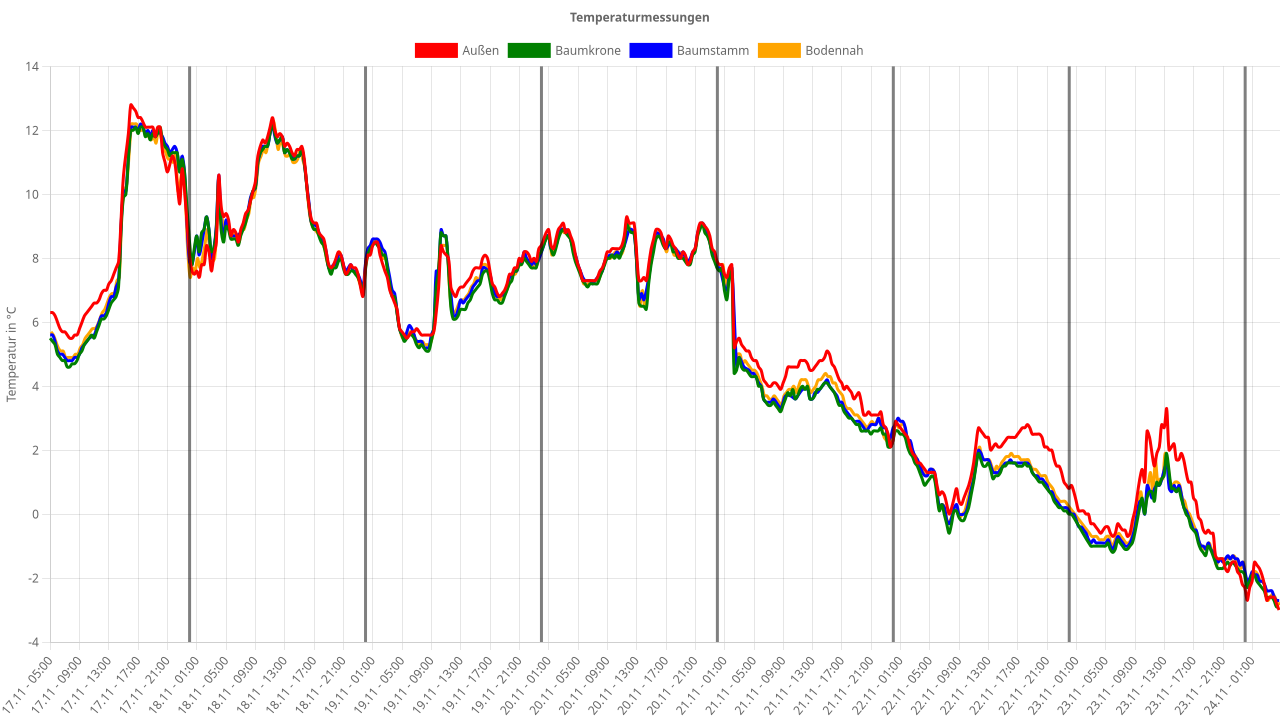 Temperaturmessungen
Außen Baumkrone Baumstamm Bodennah
Temperatur in °C
14
12
10
8
6
4
2
0
-2
-4
17.11 - 05:00
17.11 - 09:00
17.11 - 13:00
17.11 - 17:00
17.11 - 21:00
18.11 - 01:00
18.11 - 05:00
18.11 - 09:00
18.11 - 13:00
18.11 - 17:00
18.11 - 21:00
19.11 - 01:00
19.11 - 05:00
19.11 - 09:00
19.11 - 13:00
19.11 - 17:00
19.11 - 21:00
20.11 - 01:00
20.11 - 05:00
20.11 - 09:00
20.11 - 13:00
20.11 - 17:00
20.11 - 21:00
21.11 - 01:00
21.11 - 05:00
21.11 - 09:00
21.11 - 13:00
21.11 - 17:00
21.11 - 21:00
22.11 - 01:00
22.11 - 05:00
22.11 - 09:00
22.11 - 13:00
22.11 - 17:00
22.11 - 21:00
23.11 - 01:00
23.11 - 05:00
23.11 - 09:00
23.11 - 13:00
23.11 - 17:00
23.11 - 21:00
24.11 - 01:00